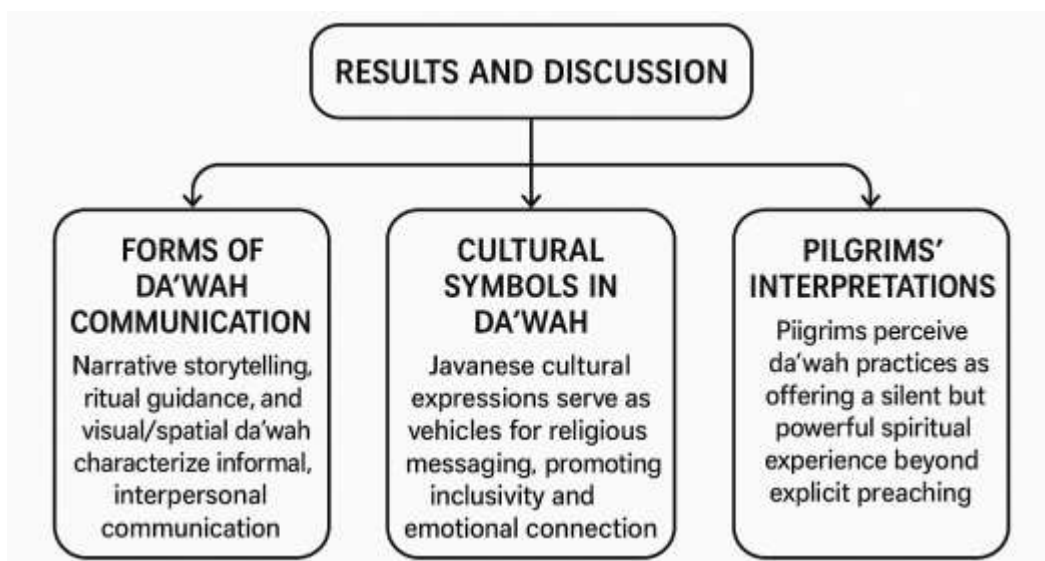 RESULTS AND DISCUSSION
FORMS OF
DA'WAH
COMMUNICATION
Narrative storytelling,
ritual guidance, and
visual/spatial da'wah
characterize informal,
interpersonal
communication
CULTURAL
SYMBOLS IN
DA'WAH
Javanese cultural
expressions serve as
vehicles for religious
messaging, promoting
inclusivity and
emotional connection
PILGRIMS'
INTERPRETATIONS
Piigrims perceive
da'wah practices as
offering a silent but
powerful spiritual
experience beyond
explicit preaching